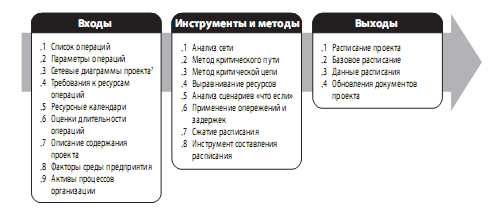 Входы
.1 Список операций
.2 Параметры операций
.3 Сетевые диаграммы проекта
.4 Требования к ресурсам
операций
.5 Ресурсные календари
.6 Оценки длительности
операций
.7 Описание содержания
проекта
.8 Факторы среды предприятия
.9 Активы процессов
организации
Инструменты и методы
.1 Анализ сети
.2 Метод критического пути
.3 Метод критической цепи
.4 Выравнивание ресурсов
.5 Анализ сценариев «что если»
.6 Применение опережений и
задержек
.7 Сжатие расписания
.8 Инструмент составления
расписания
Выходы
.1 Расписание проекта
.2 Базовое расписание
.3 Данные расписания
.4 Обновления документов
проекта